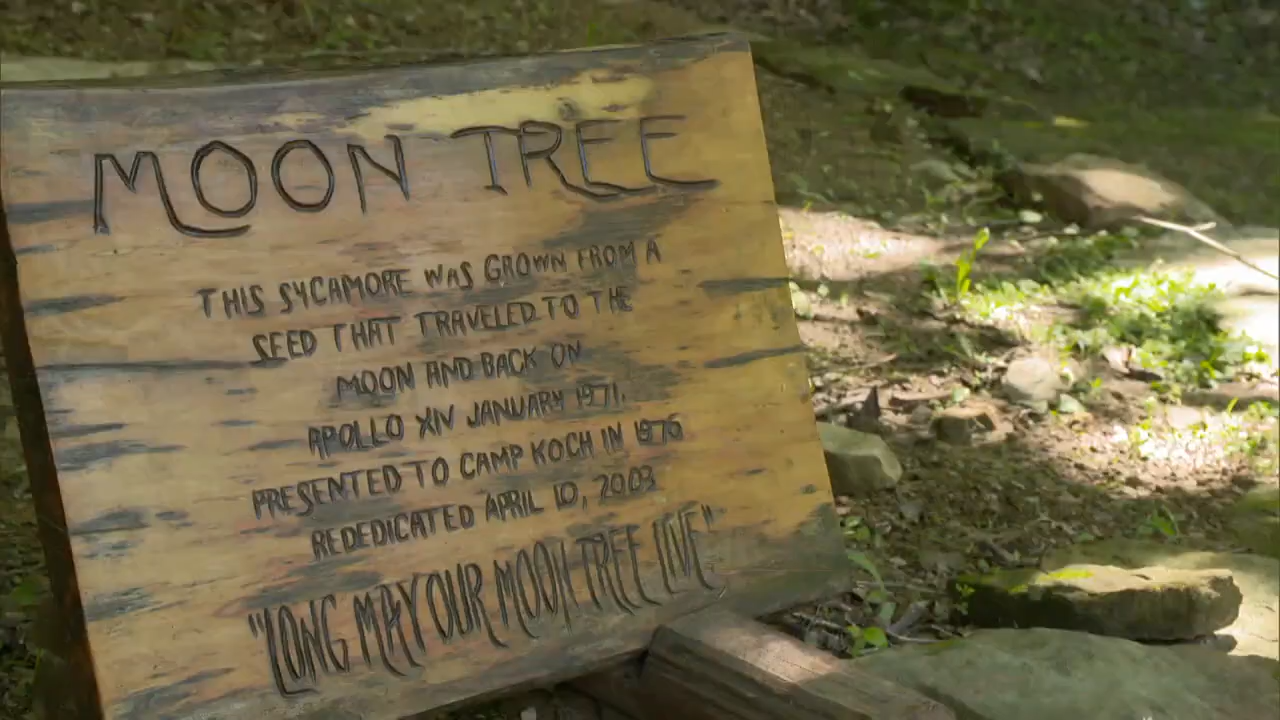 MOON TREE
THIS SYCAMORE WAS GROWN FROM A
SEED THAT TRAVELED TO THE
MOON AND BACK ON
APOLLO XIV JANUARY 1971.
PRESENTED TO CAMP KOCH IN 1976
REDEDICATED APRIL 10, 2003
"LONG MAY OUR MOON TREE LIVE"